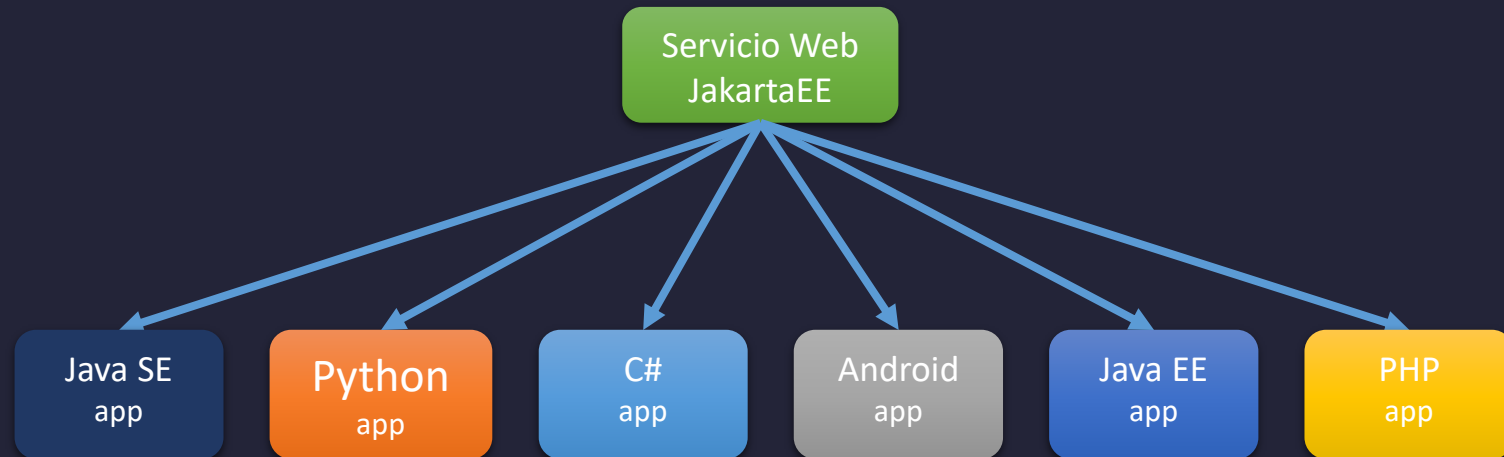 Servicio Web
JakartaEE
Java SE
app
Python
app
C#
app
Android
app
Java EE
app
PHP
app